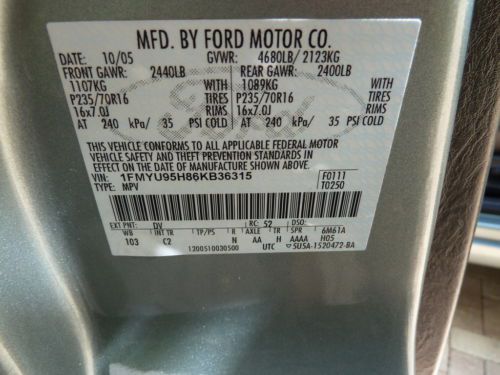 MFD. BY FORD MOTOR CO.
DATE: 10/05 GVWR: 4680LB/ 2123KG
FRONT GAWR: 2440LB REAR GAWR: 2400LB
1107KG WITH 1089KG WITH
P235/70R16 TIRES P235/70R16 TIRES
16x7.0J RIMS 16x7.0J RIMS
AT 240 kPa/ 35 PSI COLD AT 240 kPa/ 35 PSI COLD
THIS VEHICLE CONFORMS TO ALL APPLICABLE FEDERAL MOTOR
VEHICLE SAFETY AND THEFT PREVENTION STANDARDS IN
EFFECT ON THE DATE OF MANUFACTURE SHOWN ABOVE.
VIN: 1FMYU95H86KB36315 F0111
TYPE: MPV T0250
EXT PNT: DV RC: 52 DSO:
WB INT TR TP/PS R AXLE TR SPR 6M61A
103 C2 N AA H AAAA H05
1200510030500 UTC 5U5A-1520472-BA